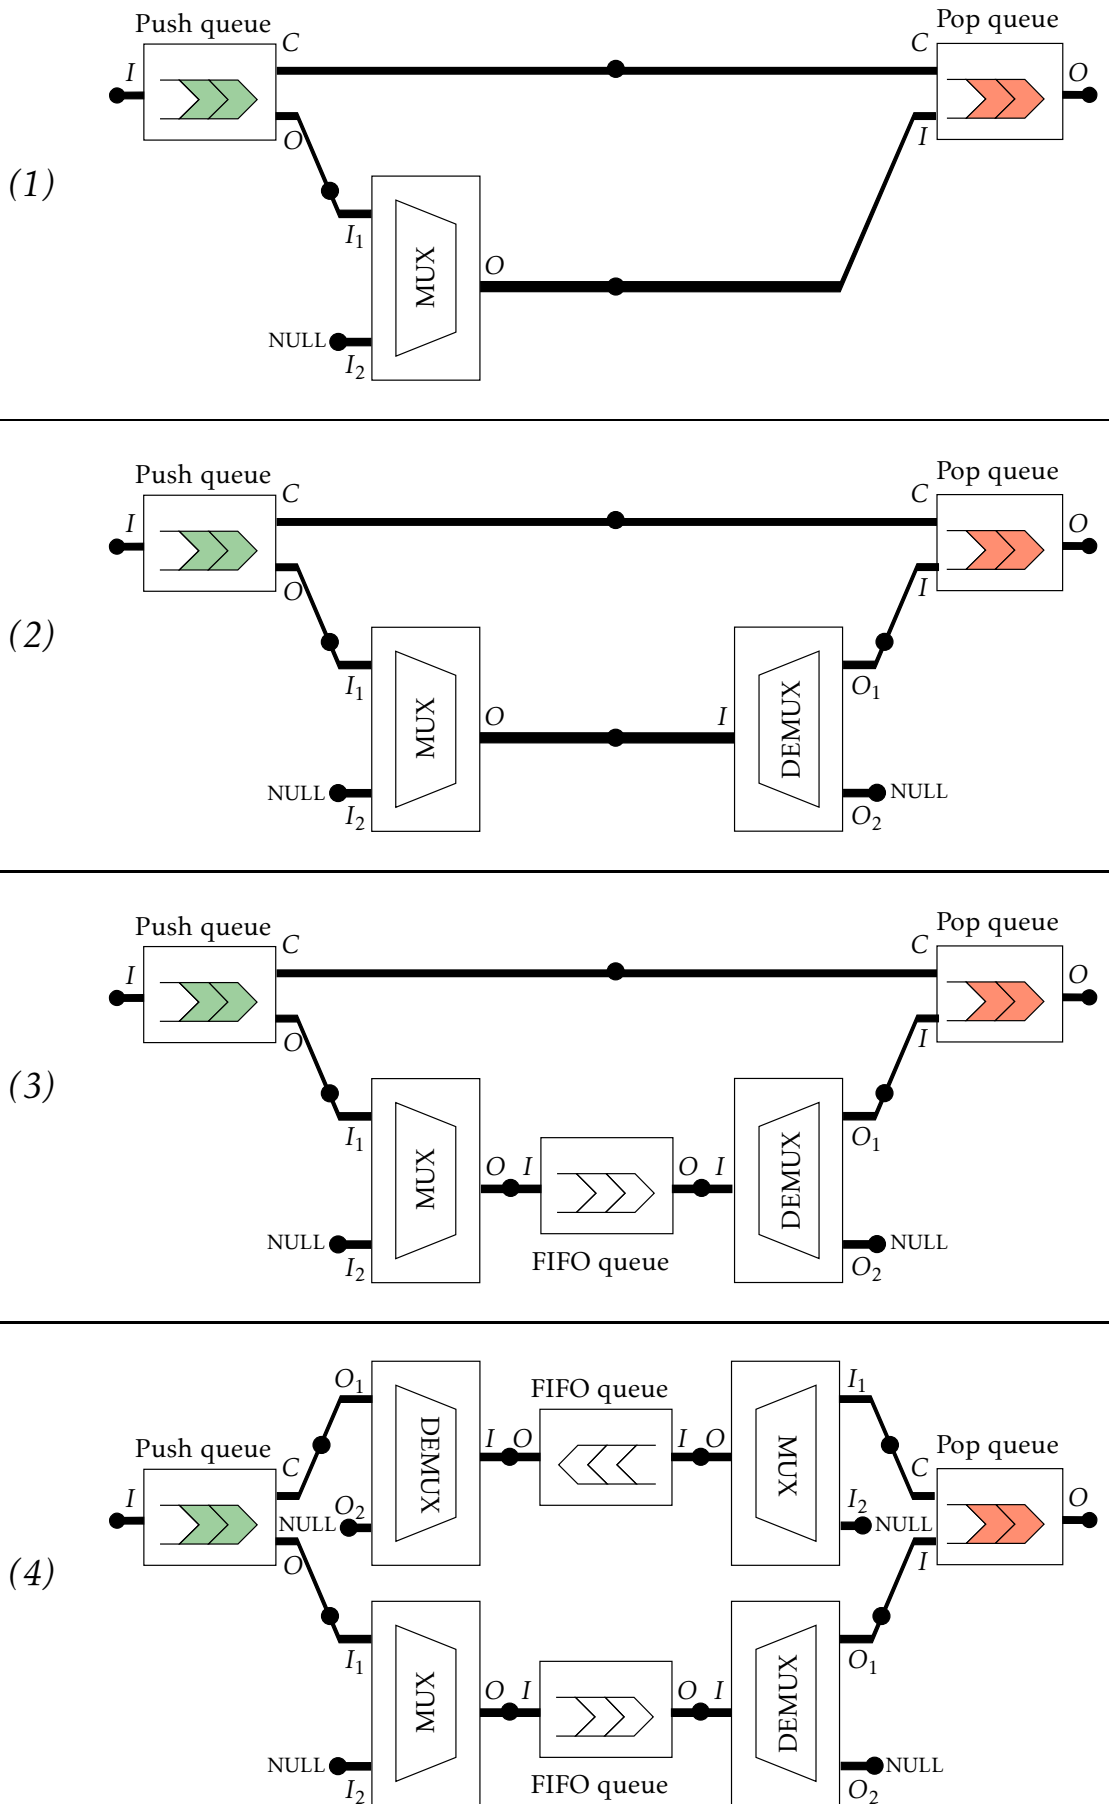 Push queue
Pop queue
C
C
I
O
O
I
(1)
I1
MUX
O
NULL
I2
Push queue
Pop queue
C
C
I
O
O
I
(2)
I1
O1
MUX
O
I
DEMUX
NULL
NULL
I2
O2
Push queue
Pop queue
C
C
I
O
O
I
(3)
I1
O1
MUX
O
I
O
I
DEMUX
NULL
NULL
I2
O2
FIFO queue
O1
I1
FIFO queue
DEMUX
I
O
I
O
MUX
Push queue
Pop queue
C
C
I
O
O2
I2
NULL
NULL
O
I
(4)
I1
O1
MUX
O
I
O
I
DEMUX
NULL
NULL
I2
O2
FIFO queue